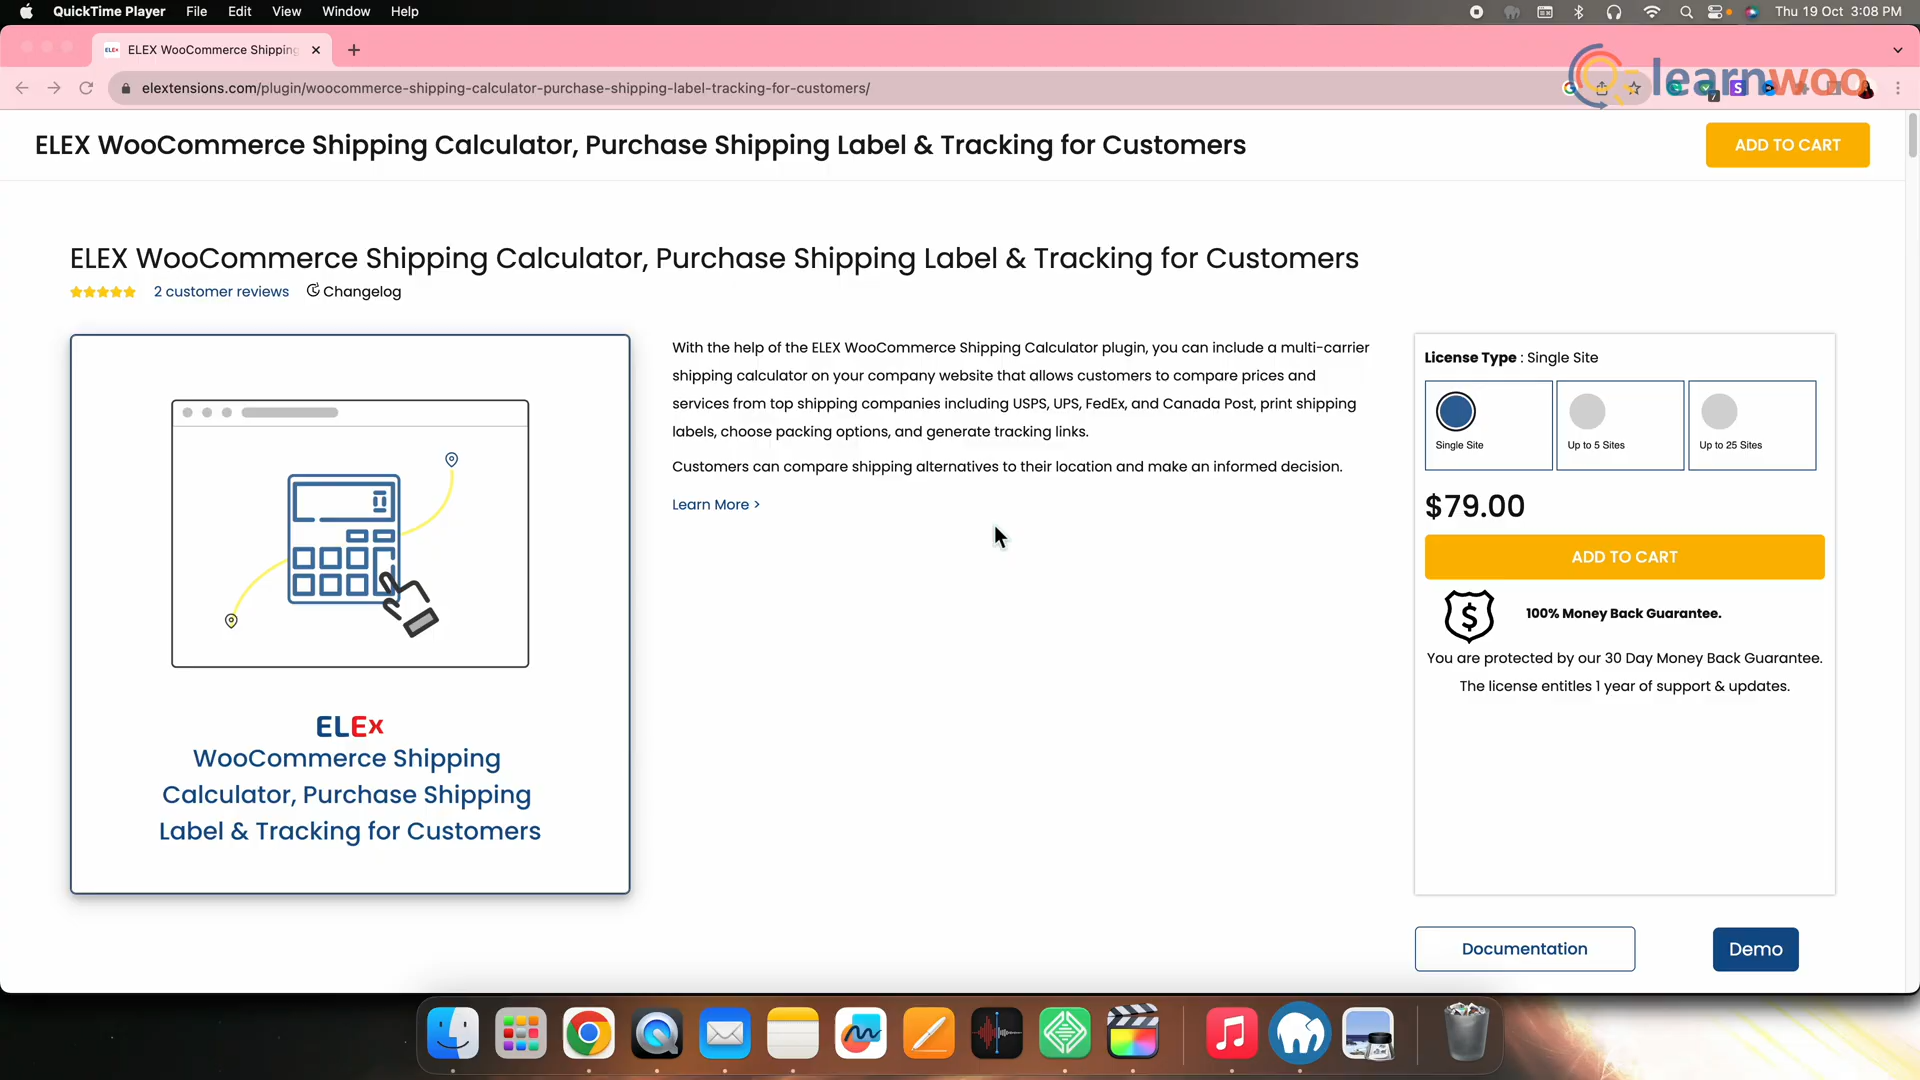 QuickTime Player File Edit View Window Help
Thu 19 Oct 3:08 PM
ELEX WooCommerce Shipping
elextensions.com/plugin/woocommerce-shipping-calculator-purchase-shipping-label-tracking-for-customers/
learnwoo
ELEX WooCommerce Shipping Calculator, Purchase Shipping Label & Tracking for Customers
ADD TO CART
ELEX WooCommerce Shipping Calculator, Purchase Shipping Label & Tracking for Customers
2 customer reviews Changelog
With the help of the ELEX WooCommerce Shipping Calculator plugin, you can include a multi-carrier
shipping calculator on your company website that allows customers to compare prices and
services from top shipping companies including USPS, UPS, FedEx, and Canada Post, print shipping
labels, choose packing options, and generate tracking links.
Customers can compare shipping alternatives to their location and make an informed decision.
Learn More >
ELEx
WooCommerce Shipping
Calculator, Purchase Shipping
Label & Tracking for Customers
License Type : Single Site
Single Site
Up to 5 Sites
Up to 25 Sites
$79.00
ADD TO CART
100% Money Back Guarantee.
You are protected by our 30 Day Money Back Guarantee.
The license entitles 1 year of support & updates.
Documentation
Demo